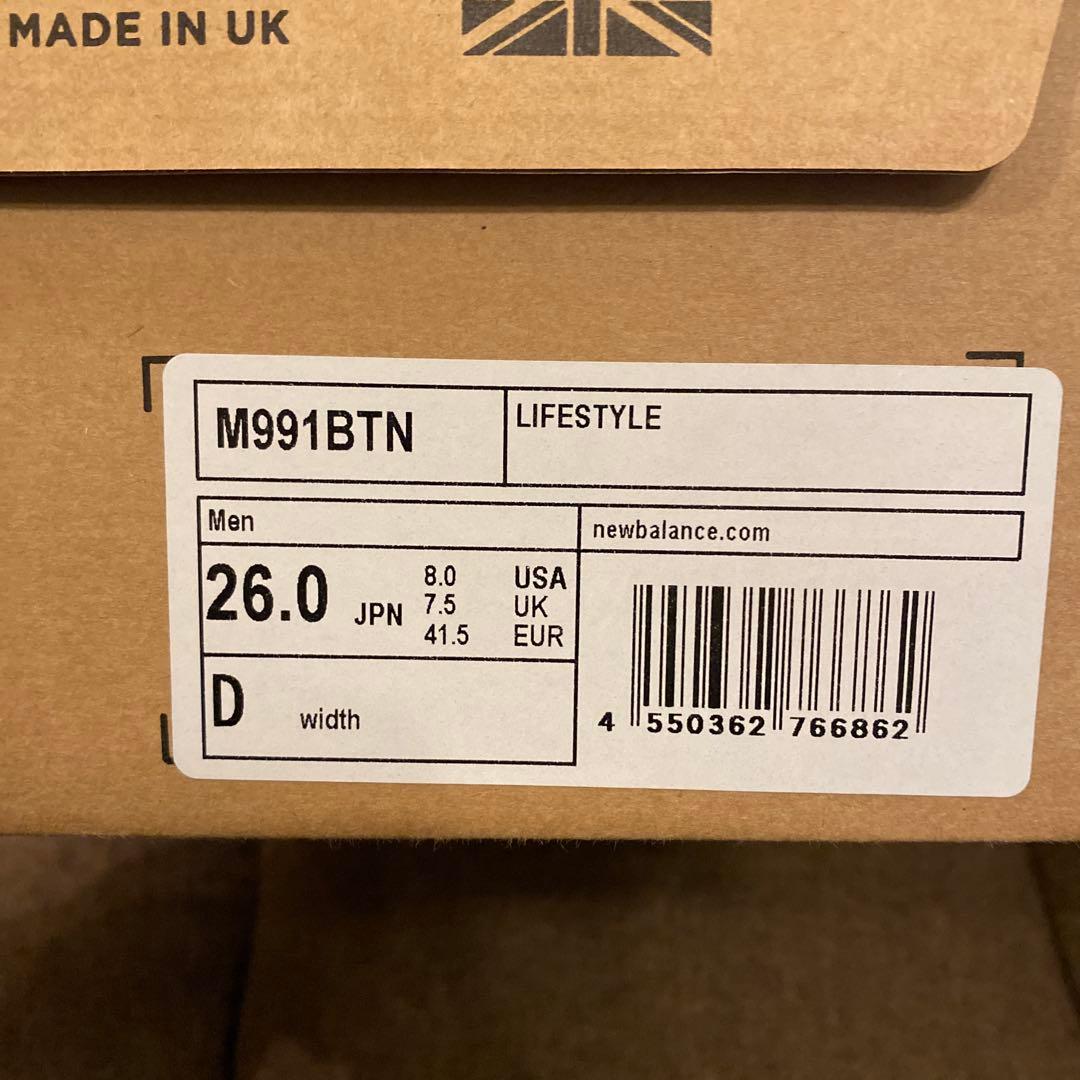 MADE IN UK
M991BTN
LIFESTYLE
Men
newbalance.com
26.0 JPN
8.0 USA
7.5 UK
41.5 EUR
D width
4 550362 766862